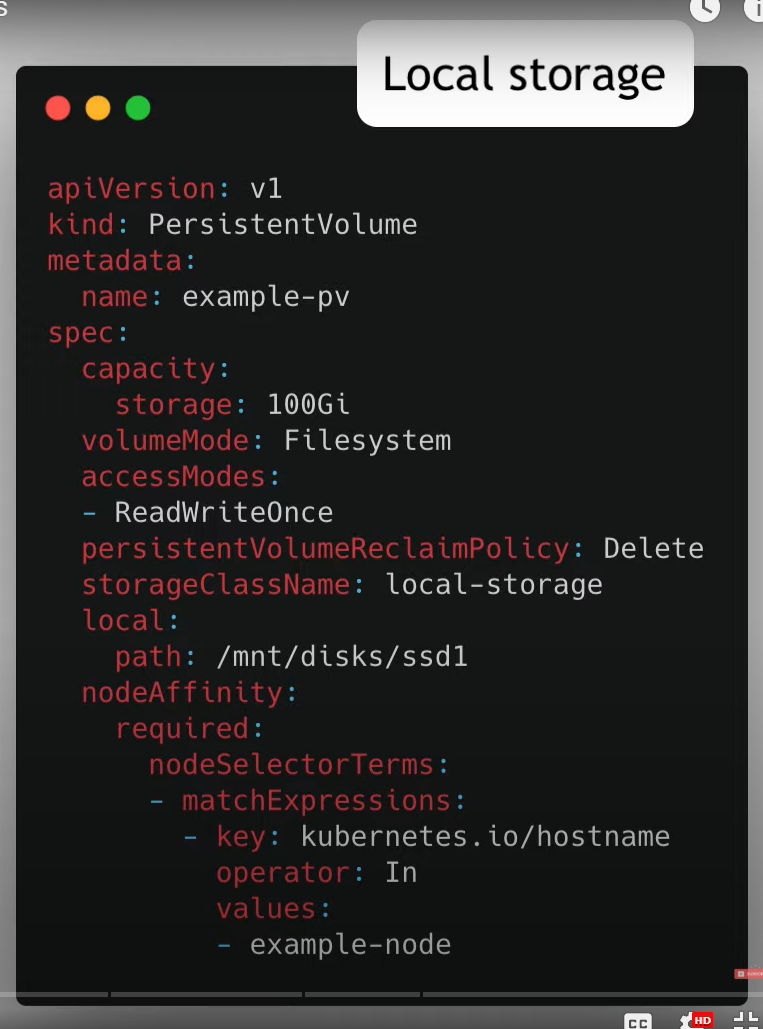 Local storage
apiVersion: v1
kind: PersistentVolume
metadata:
  name: example-pv
spec:
  capacity:
    storage: 100Gi
  volumeMode: Filesystem
  accessModes:
  - ReadWriteOnce
  persistentVolumeReclaimPolicy: Delete
  storageClassName: local-storage
  local:
    path: /mnt/disks/ssd1
  nodeAffinity:
    required:
      nodeSelectorTerms:
      - matchExpressions:
        - key: kubernetes.io/hostname
          operator: In
          values:
          - example-node
CC HD